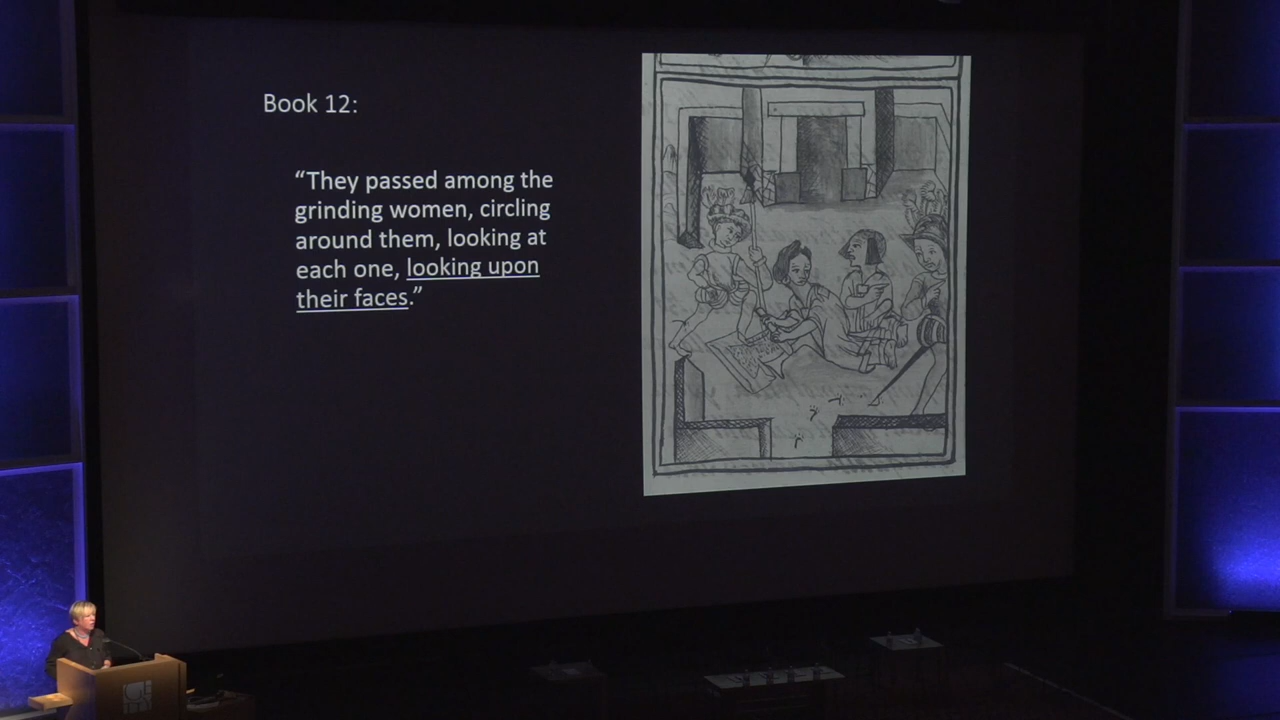 Book 12:
“They passed among the
grinding women, circling
around them, looking at
each one, looking upon
their faces.”